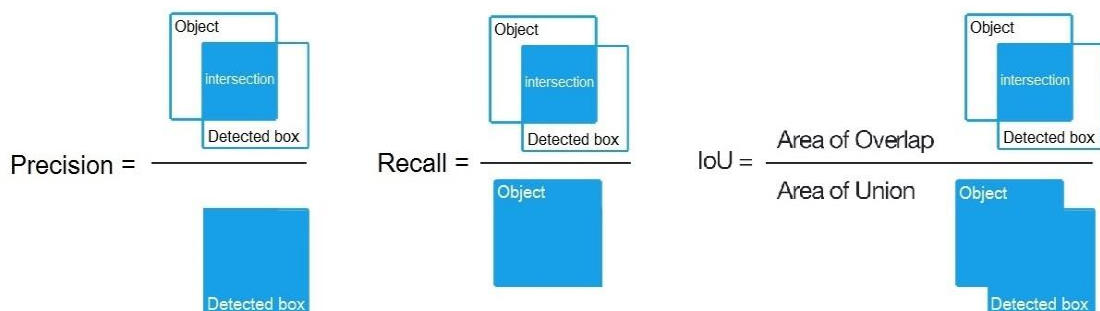 Object
intersection
Detected box
Precision =
Detected box
Object
intersection
Detected box
Recall =
Object
Object
intersection
Detected box
Area of Overlap
IoU =
Area of Union
Object
Detected box